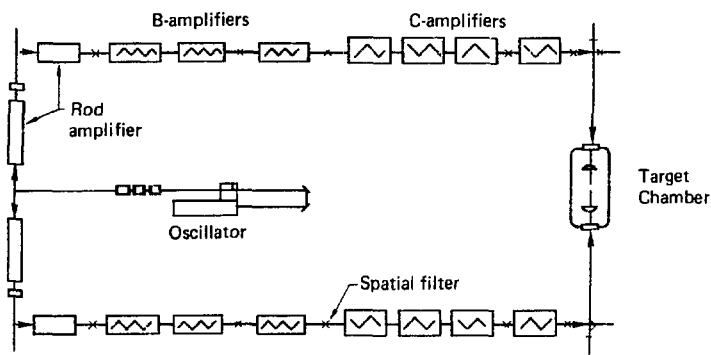 B-amplifiers
C-amplifiers
Rod
amplifier
Oscillator
Target
Chamber
Spatial filter